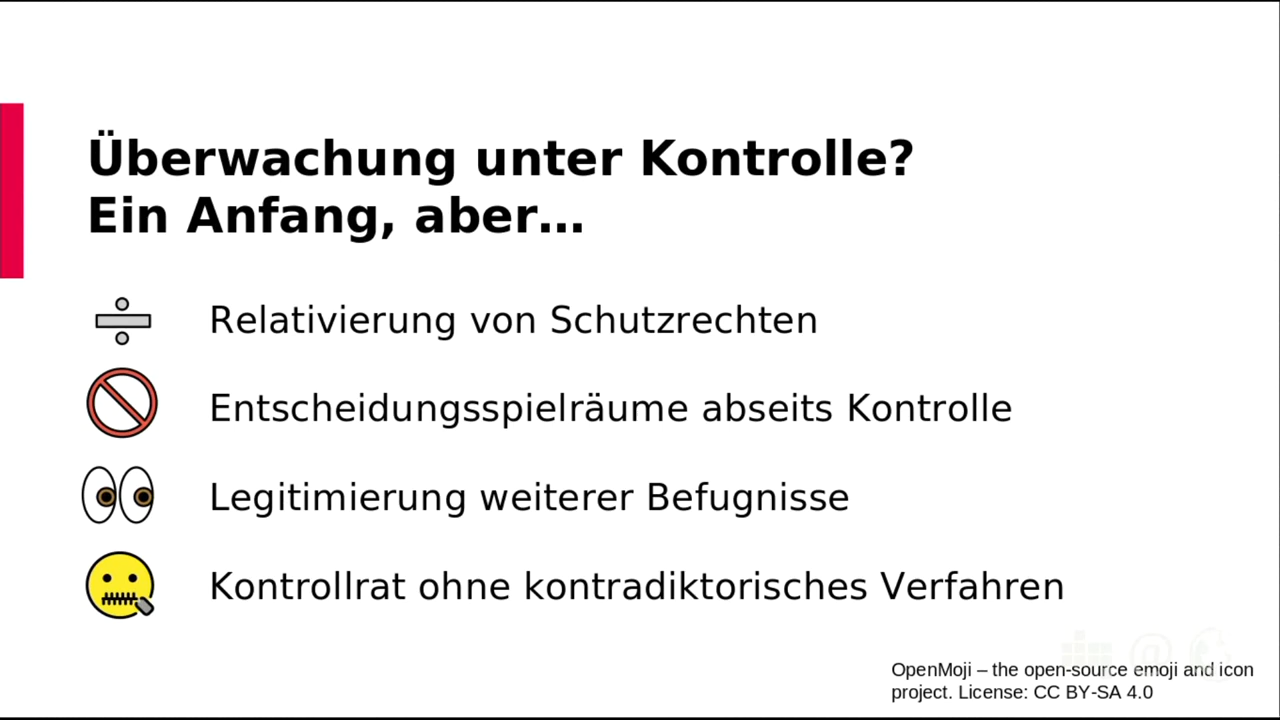 Überwachung unter Kontrolle?
Ein Anfang, aber…
Relativierung von Schutzrechten
Entscheidungsspielräume abseits Kontrolle
Legitimierung weiterer Befugnisse
Kontrollrat ohne kontradiktorisches Verfahren
OpenMoji – the open-source emoji and icon
project. License: CC BY-SA 4.0